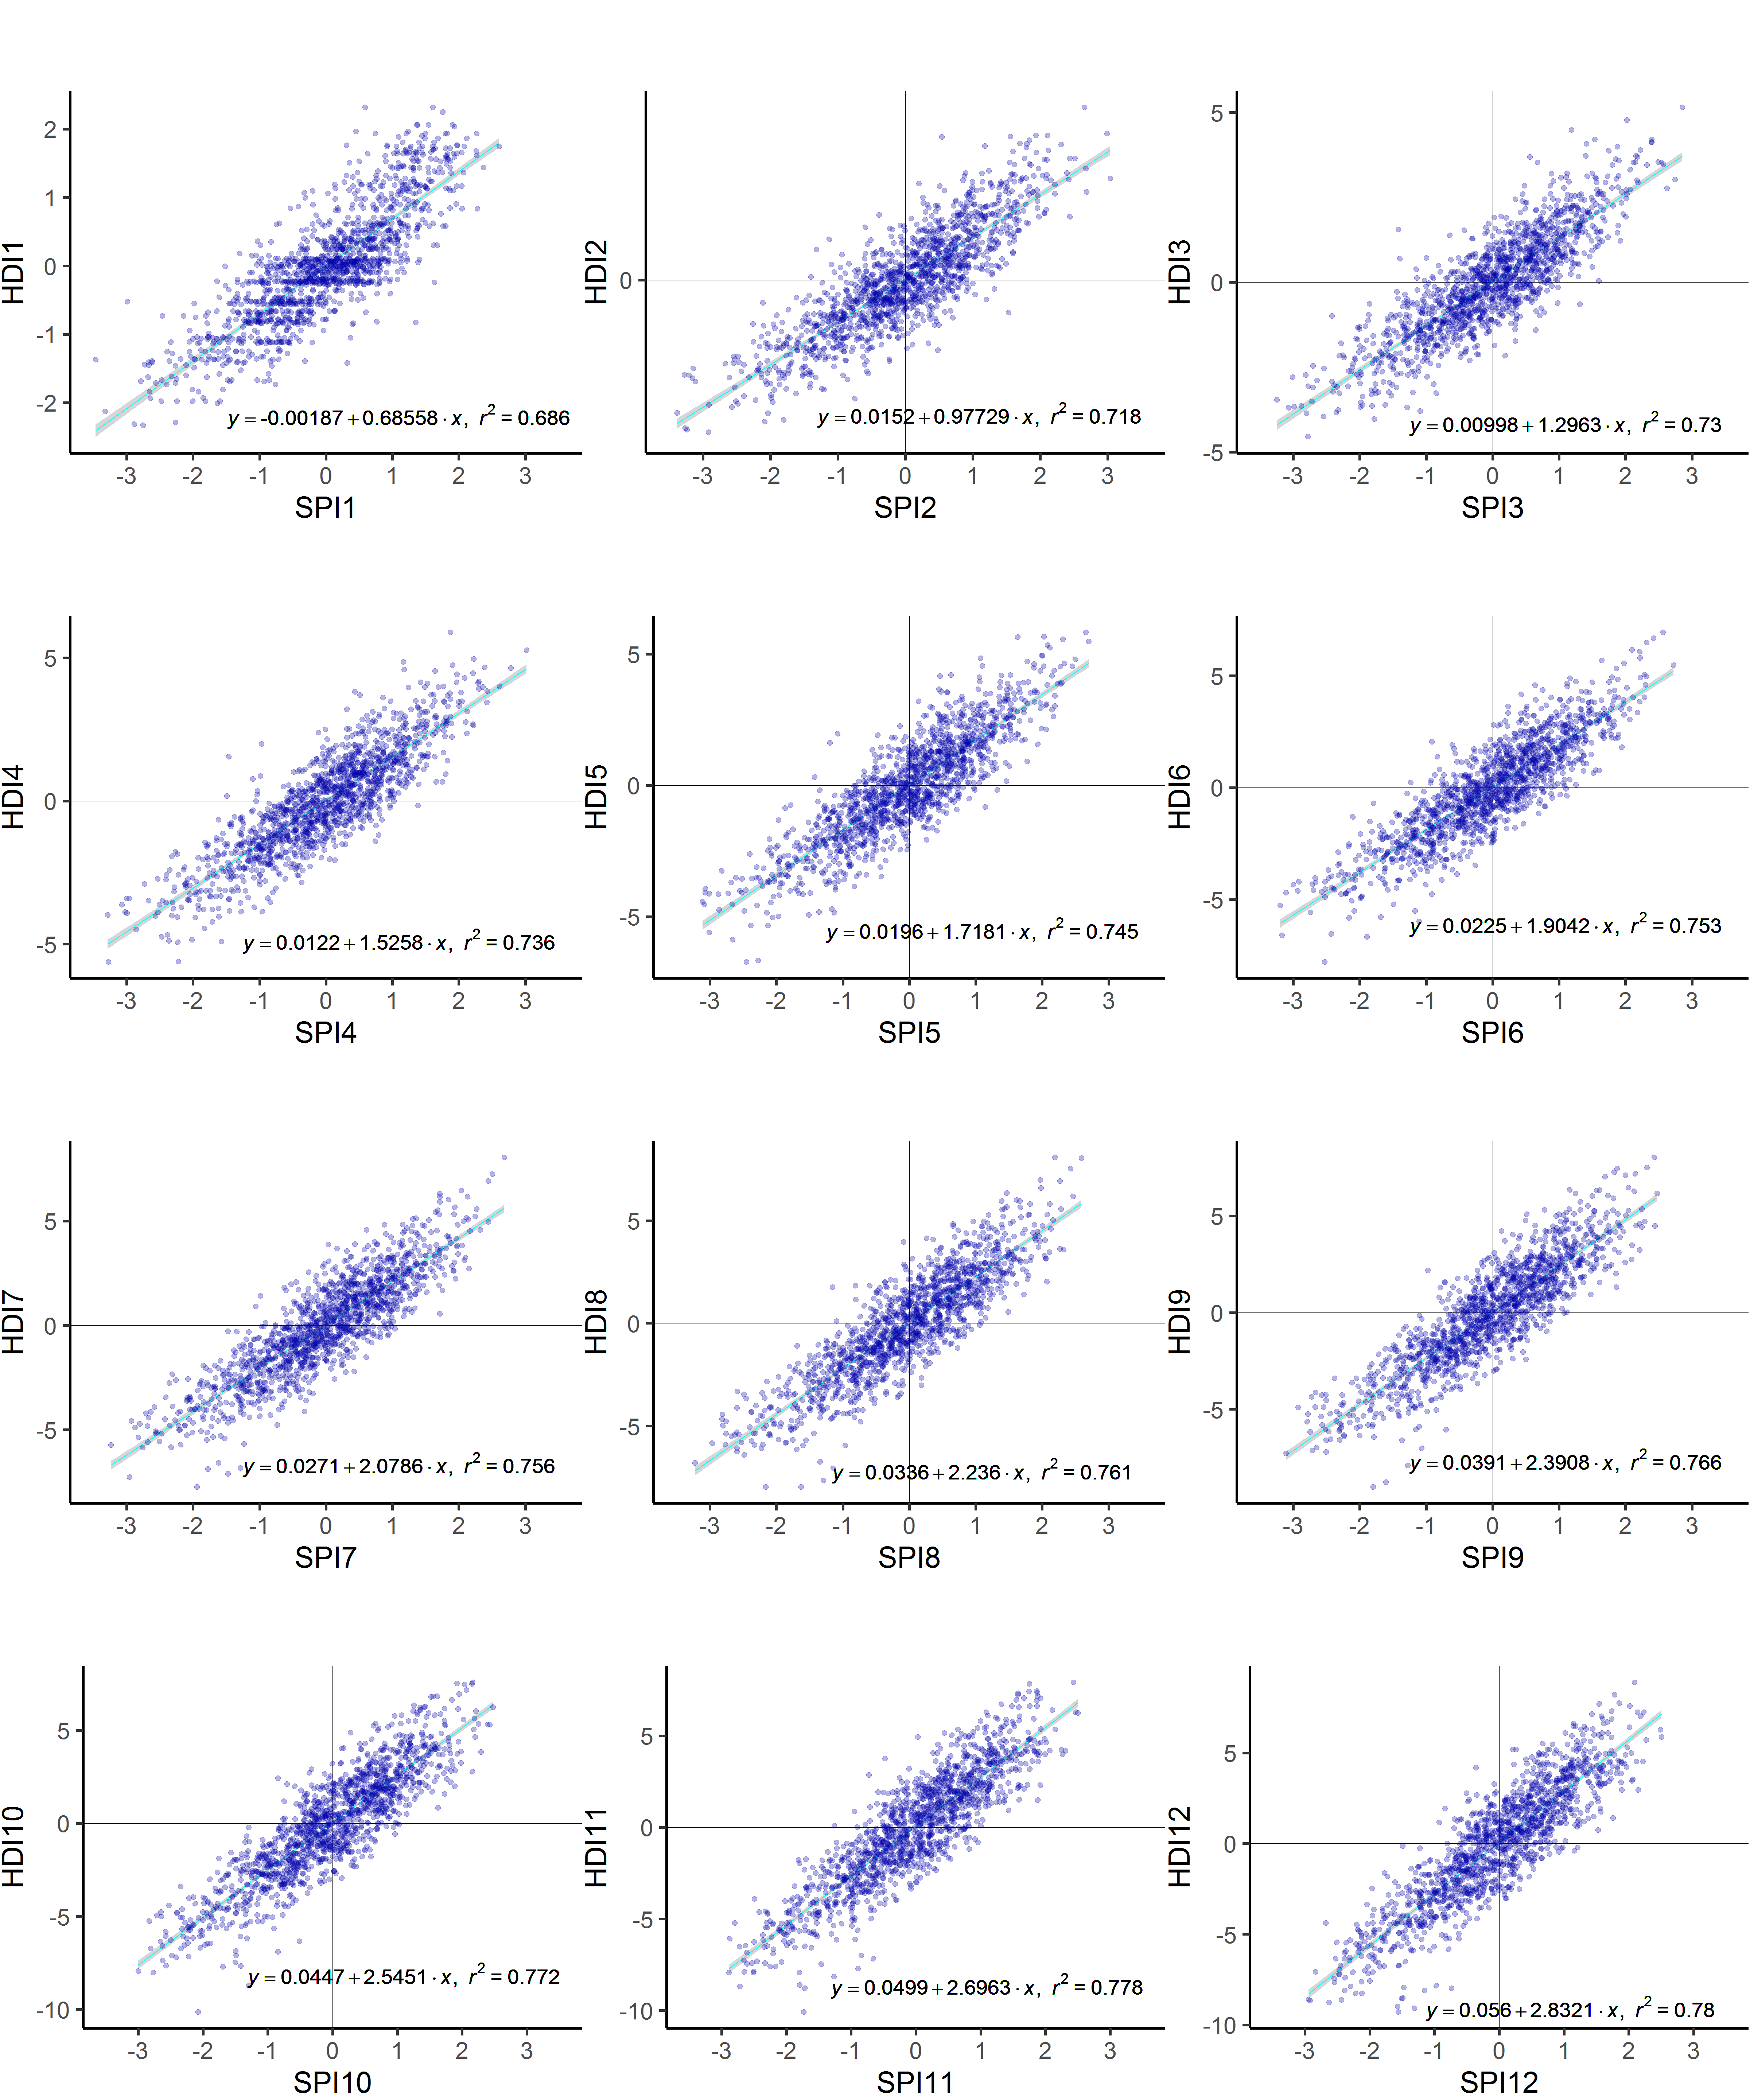 2
1
0
-1
-2
HDI1
y = -0.00187 + 0.68558 · x, r² = 0.686
-3 -2 -1 0 1 2 3
SPI1
0
HDI2
y = 0.0152 + 0.97729 · x, r² = 0.718
-3 -2 -1 0 1 2 3
SPI2
5
0
-5
HDI3
y = 0.00998 + 1.2963 · x, r² = 0.73
-3 -2 -1 0 1 2 3
SPI3
5
0
-5
HDI4
y = 0.0122 + 1.5258 · x, r² = 0.736
-3 -2 -1 0 1 2 3
SPI4
5
0
-5
HDI5
y = 0.0196 + 1.7181 · x, r² = 0.745
-3 -2 -1 0 1 2 3
SPI5
5
0
-5
HDI6
y = 0.0225 + 1.9042 · x, r² = 0.753
-3 -2 -1 0 1 2 3
SPI6
5
0
-5
HDI7
y = 0.0271 + 2.0786 · x, r² = 0.756
-3 -2 -1 0 1 2 3
SPI7
5
0
-5
HDI8
y = 0.0336 + 2.236 · x, r² = 0.761
-3 -2 -1 0 1 2 3
SPI8
5
0
-5
HDI9
y = 0.0391 + 2.3908 · x, r² = 0.766
-3 -2 -1 0 1 2 3
SPI9
5
0
-5
-10
HDI10
y = 0.0447 + 2.5451 · x, r² = 0.772
-3 -2 -1 0 1 2 3
SPI10
5
0
-5
-10
HDI11
y = 0.0499 + 2.6963 · x, r² = 0.778
-3 -2 -1 0 1 2 3
SPI11
5
0
-5
-10
HDI12
y = 0.056 + 2.8321 · x, r² = 0.78
-3 -2 -1 0 1 2 3
SPI12